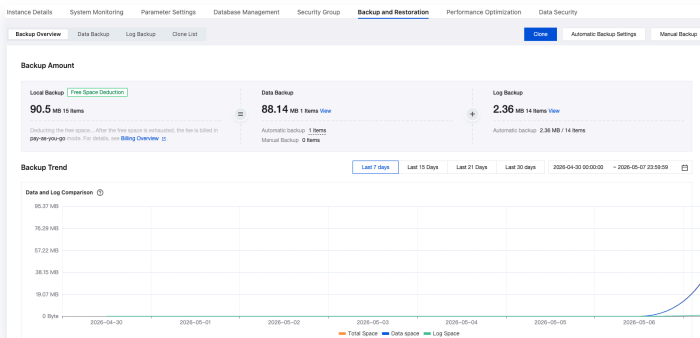 Instance Details System Monitoring Parameter Settings Database Management Security Group Backup and Restoration Performance Optimization Data Security
Backup Overview Data Backup Log Backup Clone List Clone Automatic Backup Settings Manual Backup
Backup Amount
Local Backup Free Space Deduction
90.5 MB 15 Items
Deducting the free space... After the free space is exhausted, the fee is billed in
pay-as-you-go mode. For details, see Billing Overview
=
Data Backup
88.14 MB 1 Items View
Automatic backup 1 Items
Manual Backup 0 Items
+
Log Backup
2.36 MB 14 Items View
Automatic backup 2.36 MB / 14 Items
Backup Trend Last 7 days Last 15 Days Last 21 Days Last 30 days 2026-04-30 00:00:00 ~ 2026-05-07 23:59:59
Data and Log Comparison ?
95.37 MB
76.29 MB
57.22 MB
38.15 MB
19.07 MB
0 Byte
2026-04-30 2026-05-01 2026-05-02 2026-05-03 2026-05-04 2026-05-05 2026-05-06
Total Space Data space Log Space